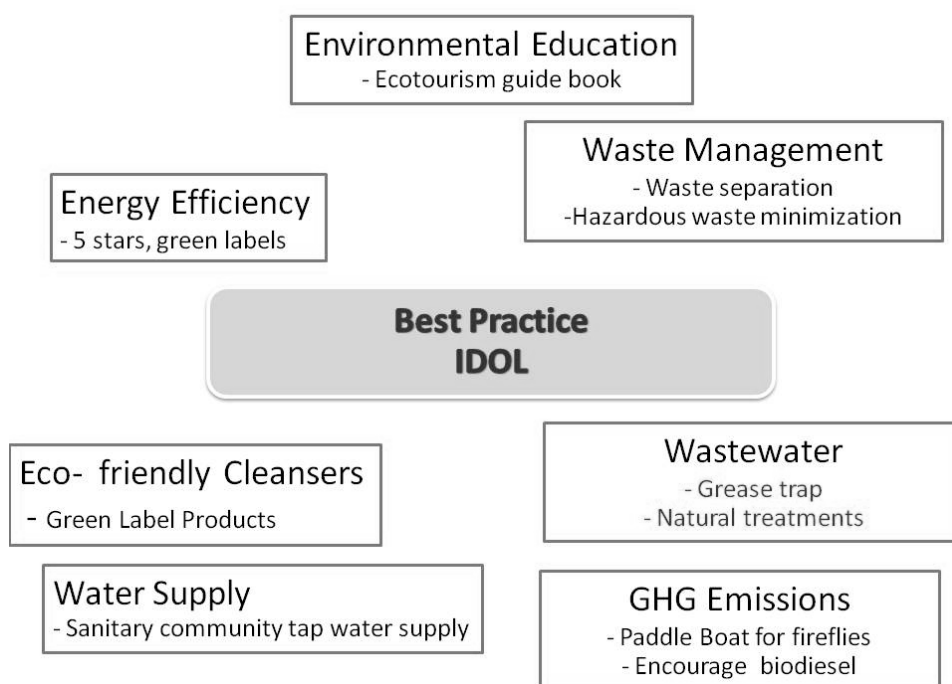 Environmental Education
- Ecotourism guide book
Waste Management
- Waste separation
-Hazardous waste minimization
Energy Efficiency
- 5 stars, green labels
Best Practice
IDOL
Eco- friendly Cleansers
- Green Label Products
Wastewater
- Grease trap
- Natural treatments
Water Supply
- Sanitary community tap water supply
GHG Emissions
- Paddle Boat for fireflies
- Encourage biodiesel